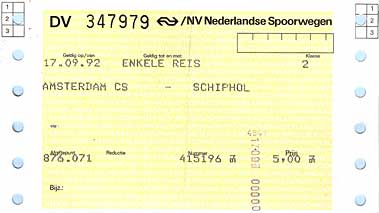 1 DV 347979 NV Nederlandse Spoorwegen 1
2 2
3 3
Geldig op/van Geldig tot en met Klasse
17.09.92 ENKELE REIS 2
AMSTERDAM CS - SCHIPHOL
via:
Afgiftepunt Reductie Nummer Prijs
876.071 415196 5,00
Bijz.: